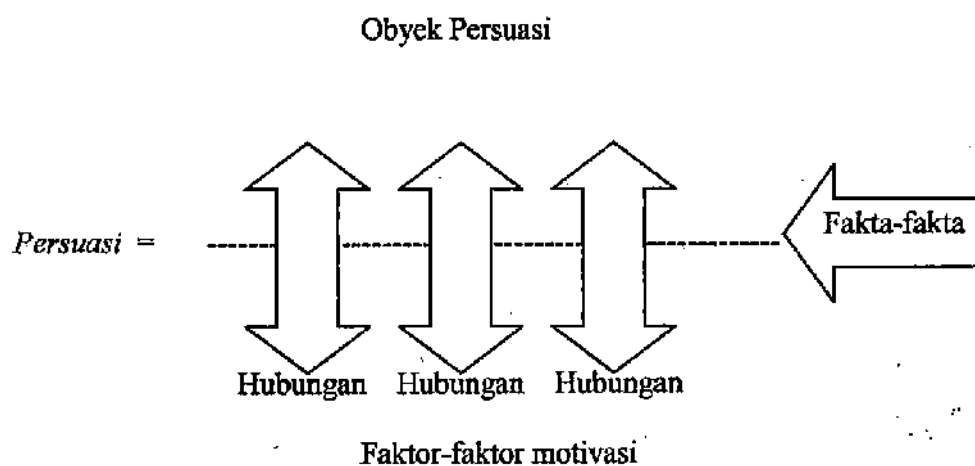 Obyek Persuasi
Fakta-fakta
Persuasi =
Hubungan Hubungan Hubungan
Faktor-faktor motivasi